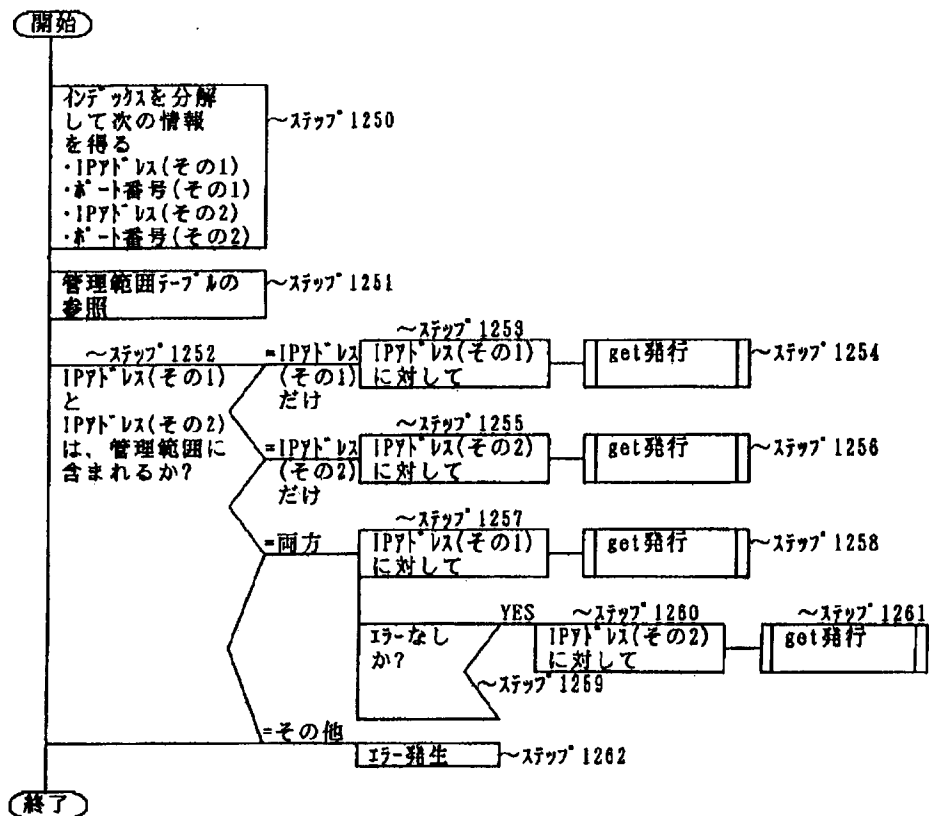 開始
インデックスを分解
して次の情報
を得る
・IPアドレス(その1)
・ポート番号(その1)
・IPアドレス(その2)
・ポート番号(その2)
～ステップ1250
管理範囲テーブルの
参照
～ステップ1251
～ステップ1252
IPアドレス(その1)
と
IPアドレス(その2)
は、管理範囲に
含まれるか?
=IPアドレス
(その1)
だけ
～ステップ1253
IPアドレス(その1)
に対して
get発行
～ステップ1254
=IPアドレス
(その2)
だけ
～ステップ1255
IPアドレス(その2)
に対して
get発行
～ステップ1256
=両方
～ステップ1257
IPアドレス(その1)
に対して
get発行
～ステップ1258
エラーなし
か?
YES
～ステップ1259
～ステップ1260
IPアドレス(その2)
に対して
～ステップ1261
get発行
=その他
エラー発生
～ステップ1262
終了